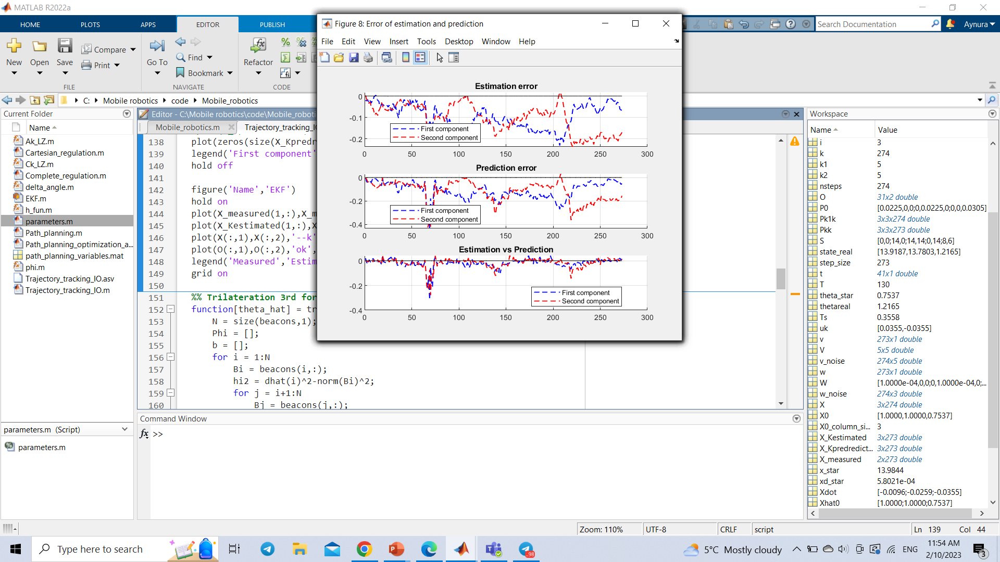 MATLAB R2022a
HOME
PLOTS
APPS
EDITOR
PUBLISH
Search Documentation
Aynura
New
Open
Save
Compare
Print
Go To
Find
Bookmark
Refactor
FILE
NAVIGATE
CODE
C:
Mobile robotics
code
Mobile_robotics
Current Folder
Name
Ak_LZ.m
Cartesian_regulation.m
Ck_LZ.m
Complete_regulation.m
delta_angle.m
EKF.m
h_fun.m
parameters.m
Path_planning.m
Path_planning_optimization_a...
path_planning_variables.mat
phi.m
Trajectory_tracking_IO.asv
Trajectory_tracking_IO.m
parameters.m (Script)
parameters.m
Editor - C:\Mobile robotics\code\Mobile_roboti
Mobile_robotics.m
Trajectory_tracking_I
138 plot(zeros(size(X_Kpredr
139 legend('First component'
140 hold off
141
142 figure('Name','EKF')
143 hold on
144 plot(X_measured(1,:),X_m
145 plot(X_Kestimated(1,:),X
146 plot(X(:,1),X(:,2),'--k'
147 plot(O(:,1),O(:,2),'ok',
148 legend('Measured','Estim
149 grid on
150
151 %% Trilateration 3rd for
152 function[theta_hat] = tr
153 N = size(beacons,1);
154 Phi = [];
155 b = [];
156 for i = 1:N
157 Bi = beacons(i,:);
158 hi2 = dhat(i)^2-norm(Bi)^2;
159 for j = i+1:N
160 Bj = beacons(j,:);
Figure 8: Error of estimation and prediction
File Edit View Insert Tools Desktop Window Help
Estimation error
0
-0.1
-0.2
First component
Second component
0 50 100 150 200 250 300
Prediction error
0
-0.2
-0.4
First component
Second component
0 50 100 150 200 250 300
Estimation vs Prediction
0
-0.2
-0.4
First component
Second component
0 50 100 150 200 250 300
Command Window
fx >>
Workspace
Name Value
i 3
k 274
k1 5
k2 5
nsteps 274
O 31x2 double
P0 [0.0225,0,0;0,0.0225,0;0,0,0.0305]
Pk1k 3x3x274 double
Pkk 3x3x273 double
S [0,0;14,0;14,14;0,14;8,6]
state_real [13.9187,13.7803,1.2165]
step_size 273
t 41x1 double
T 130
theta_star 0.7537
thetareal 1.2165
Ts 0.3558
uk [0.0355,-0.0355]
v 273x1 double
V 5x5 double
v_noise 274x5 double
w 273x1 double
W [1.0000e-04,0,0;0,1.0000e-04,0;...
w_noise 274x3 double
X 3x274 double
X0 [1.0000,1.0000,0.7537]
X0_column_si... 3
X_Kestimated 3x273 double
X_Kpredredict... 3x273 double
X_measured 2x273 double
x_star 13.9844
xd_star 5.8021e-04
Xdot [-0.0096;-0.0259;-0.0355]
Xhat0 [1.0000;1.0000;0.7537]
Zoom: 110%
UTF-8
CRLF
script
Ln 139 Col 44
Type here to search
..98
5°C Mostly cloudy
ENG
11:54 AM
2/10/2023
3